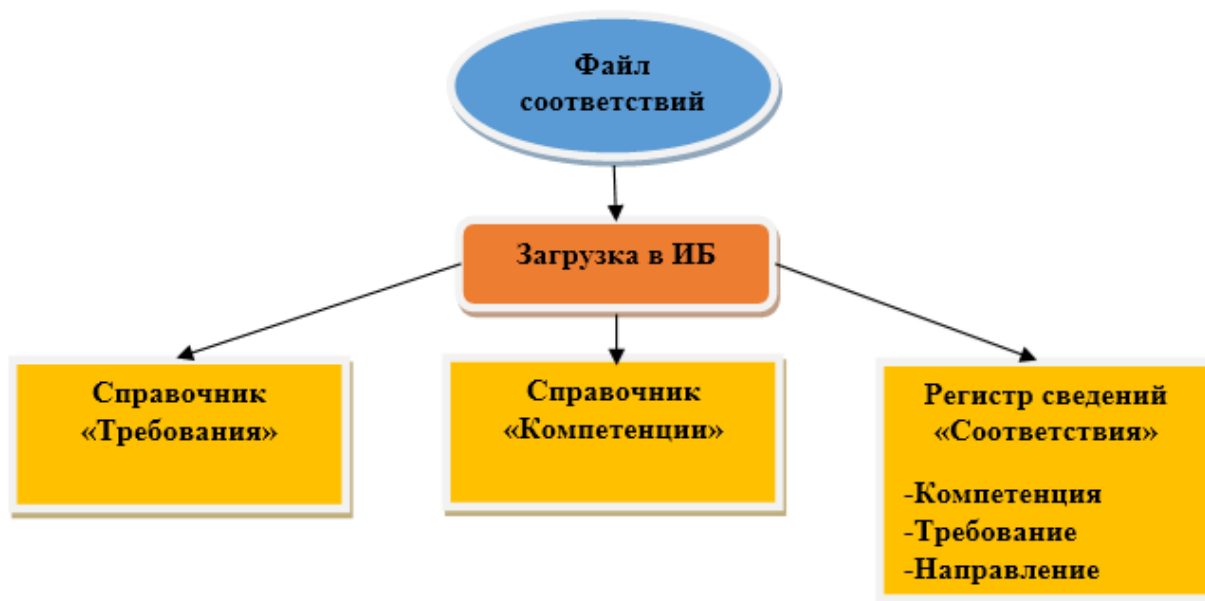 Файл
соответствий
Загрузка в ИБ
Справочник
«Требования»
Справочник
«Компетенции»
Регистр сведений
«Соответствия»
-Компетенция
-Требование
-Направление